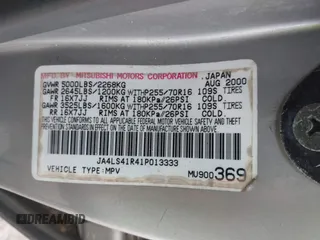 MFD. BY MITSUBISHI MOTORS CORPORATION, JAPAN
GVWR 5000LBS/2268KG AUG 2000
GAWR 2645LBS/1200KG WITH P255/70R16 109S TIRES
FR 16X7JJ RIMS AT 180KPa/26PSI COLD.
GAWR 3525LBS/1600KG WITH P255/70R16 109S TIRES
RR 16X7JJ RIMS AT 180KPa/26PSI COLD.
THIS VEHICLE CONFORMS TO ALL APPLICABLE
FEDERAL MOTOR VEHICLE SAFETY
STANDARDS IN EFFECT ON THE DATE OF
MANUFACTURE SHOWN ABOVE.
JA4LS41R41P013333
VEHICLE TYPE: MPV MU900369
DREAMBID